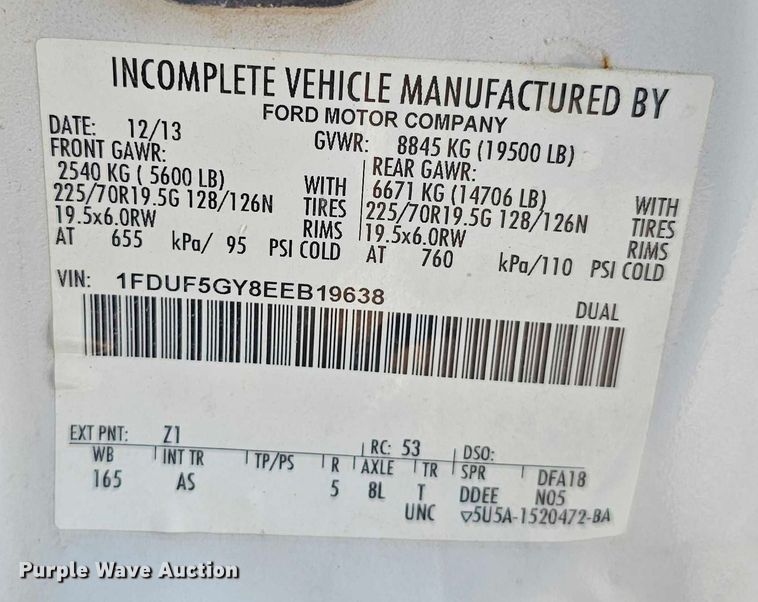 INCOMPLETE VEHICLE MANUFACTURED BY
FORD MOTOR COMPANY
DATE: 12/13 GVWR: 8845 KG (19500 LB)
FRONT GAWR: REAR GAWR:
2540 KG ( 5600 LB) WITH 6671 KG (14706 LB) WITH
225/70R19.5G 128/126N TIRES 225/70R19.5G 128/126N TIRES
19.5x6.0RW RIMS 19.5x6.0RW RIMS
AT 655 kPa/ 95 PSI COLD AT 760 kPa/110 PSI COLD
VIN: 1FDUF5GY8EEB19638 DUAL
EXT PNT: Z1 RC: 53 DSO:
WB INT TR TP/PS R AXLE TR SPR DFA18
165 AS 5 8L T DDEE N05
UNC ▽5U5A-1520472-BA
Purple Wave Auction